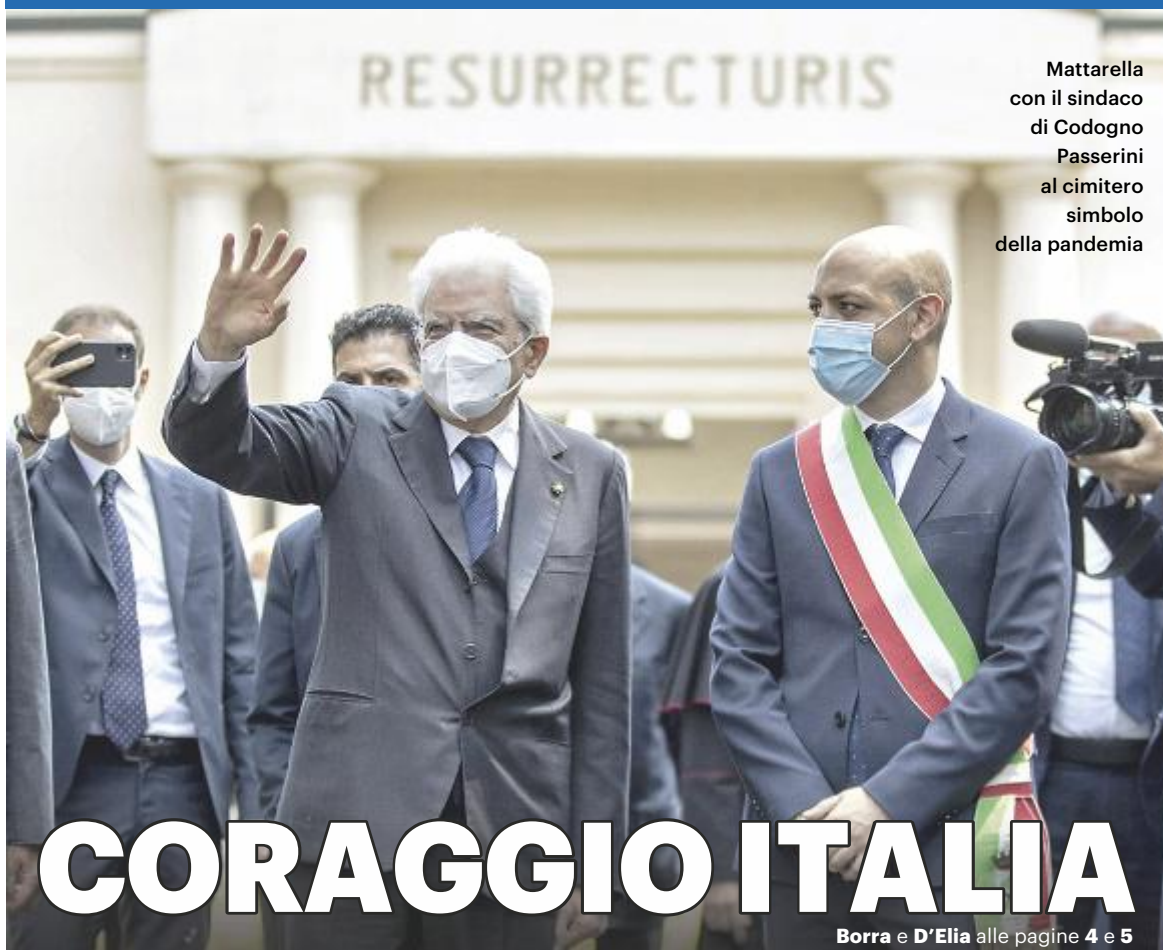 RESURRECTURIS
Mattarella
con il sindaco
di Codogno
Passerini
al cimitero
simbolo
della pandemia
CORAGGIO ITALIA
Borra e D'Elia alle pagine 4 e 5